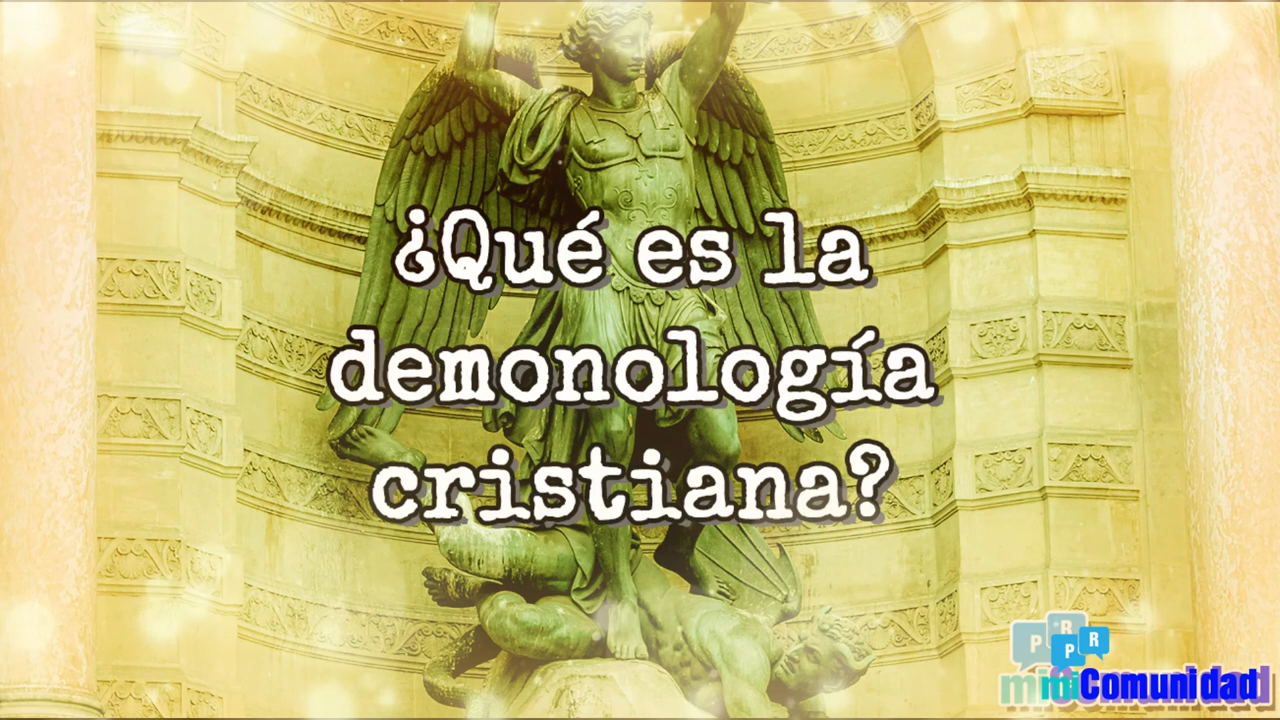 ¿Qué es la
demonología
cristiana?
P R R
P
miComunidad